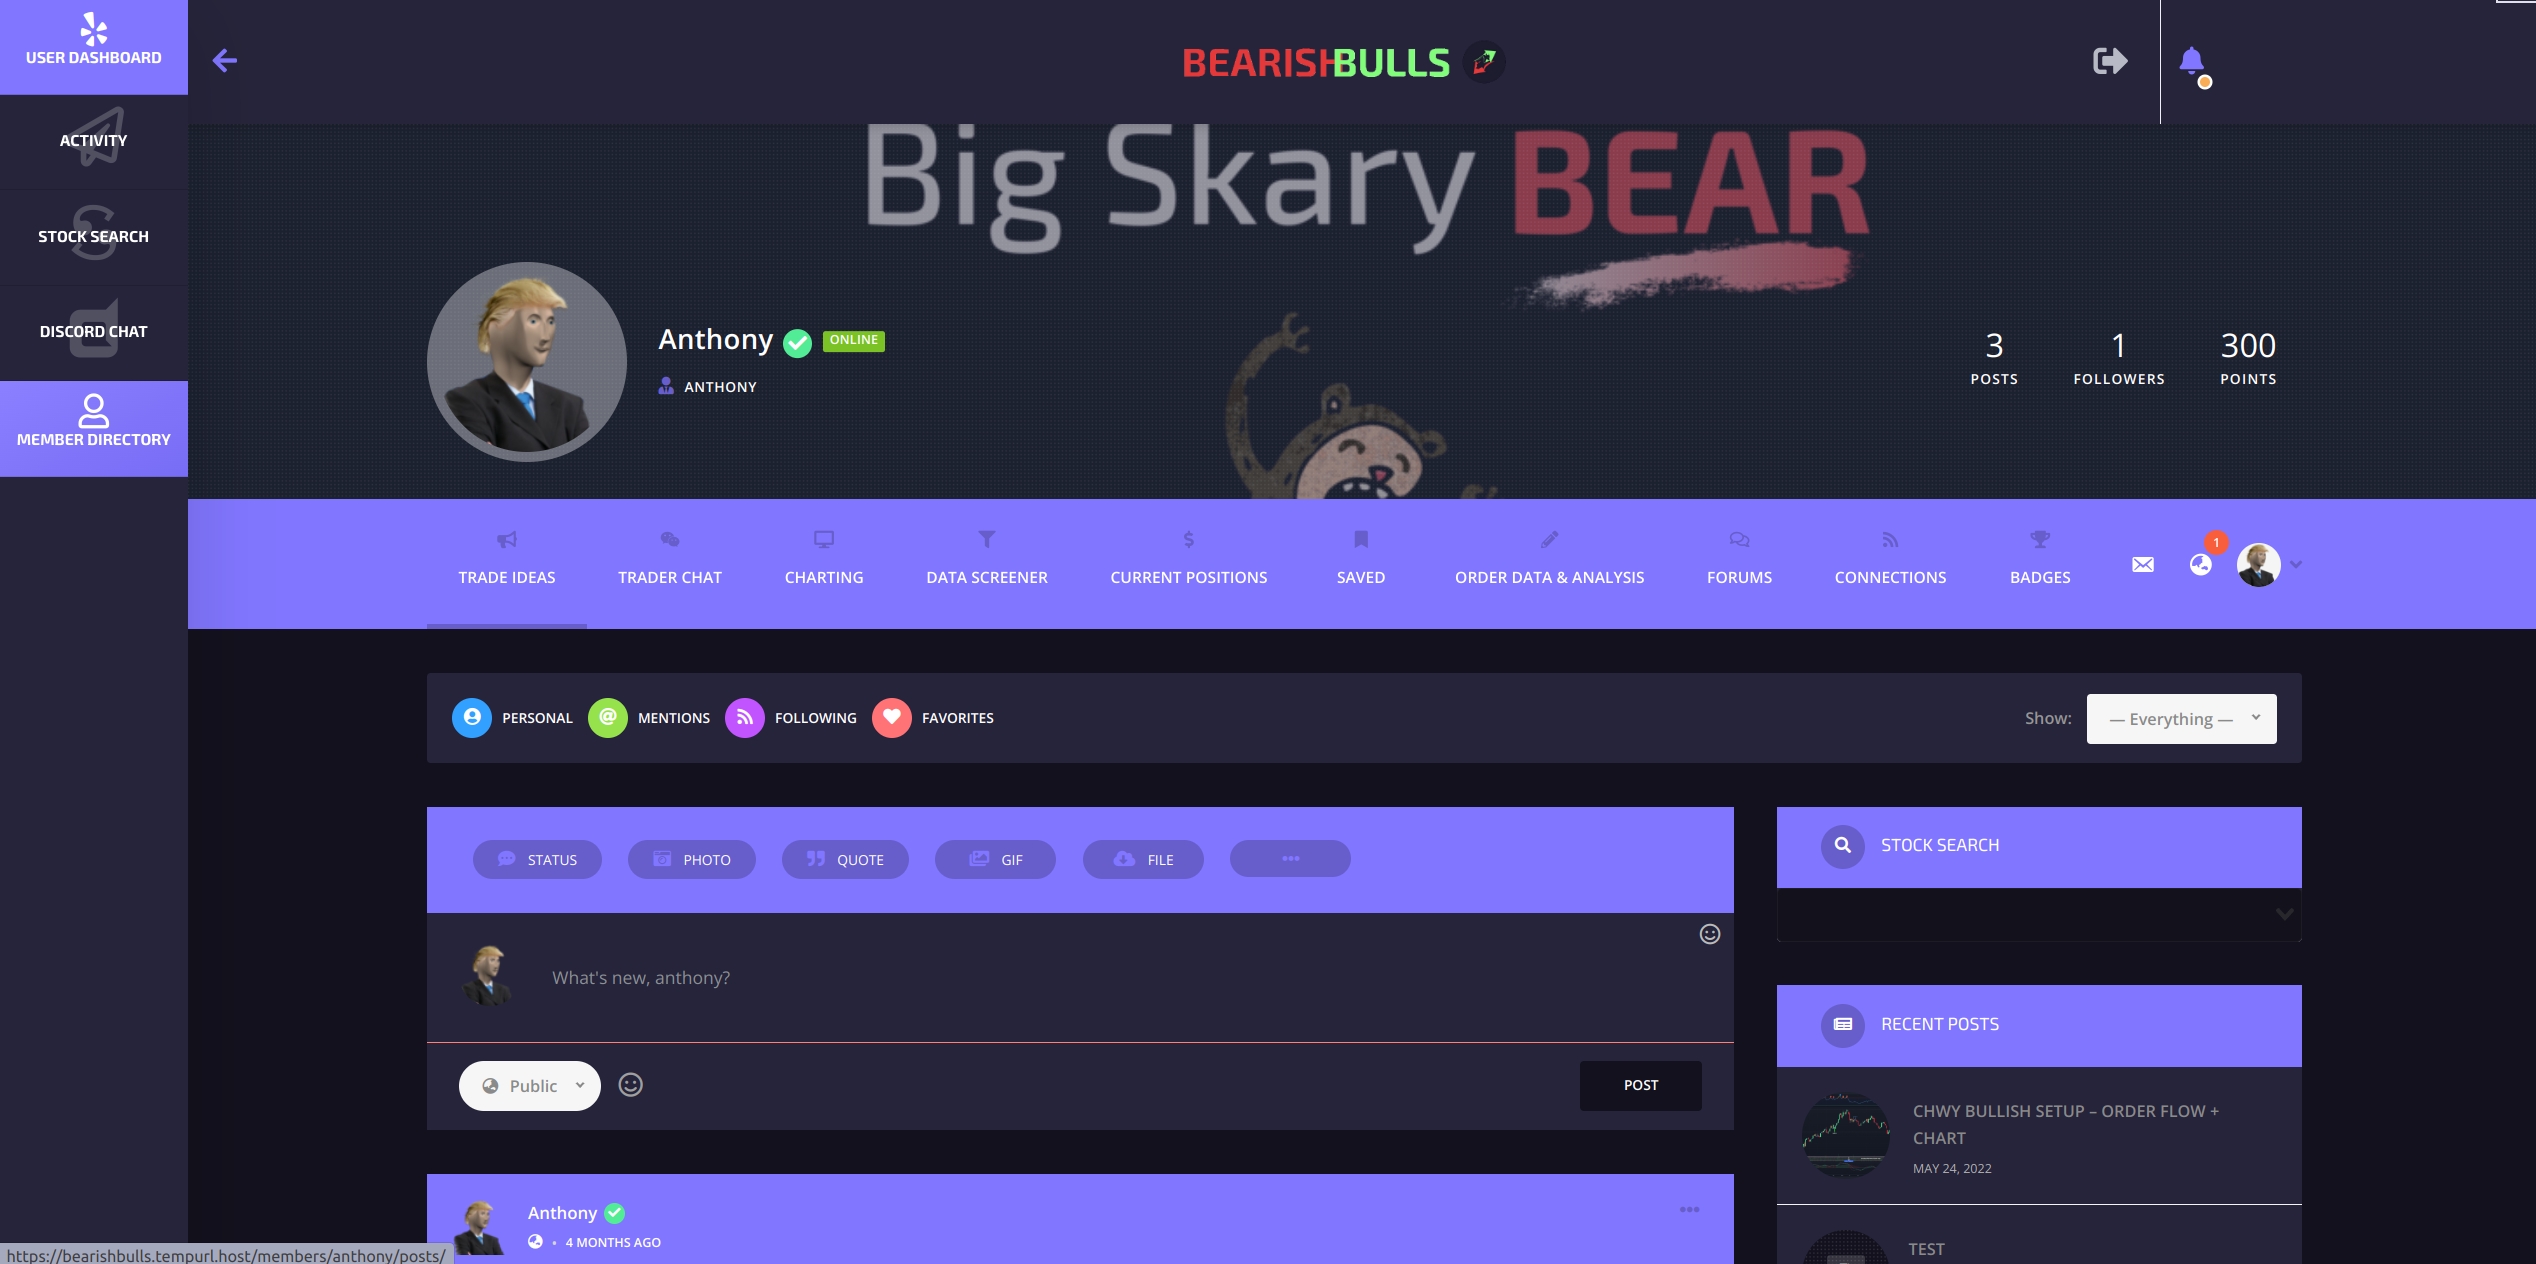 USER DASHBOARD
ACTIVITY
STOCK SEARCH
DISCORD CHAT
MEMBER DIRECTORY
BEARISHBULLS
Big Skary BEAR
Anthony ONLINE
ANTHONY
3 1 300
POSTS FOLLOWERS POINTS
TRADE IDEAS TRADER CHAT CHARTING DATA SCREENER CURRENT POSITIONS SAVED ORDER DATA & ANALYSIS FORUMS CONNECTIONS BADGES 1
PERSONAL @ MENTIONS FOLLOWING FAVORITES Show: — Everything —
STATUS PHOTO QUOTE GIF FILE
What's new, anthony?
Public POST
STOCK SEARCH
RECENT POSTS
CHWY BULLISH SETUP – ORDER FLOW +
CHART
MAY 24, 2022
TEST
Anthony
• 4 MONTHS AGO
https://bearishbulls.tempurl.host/members/anthony/posts/